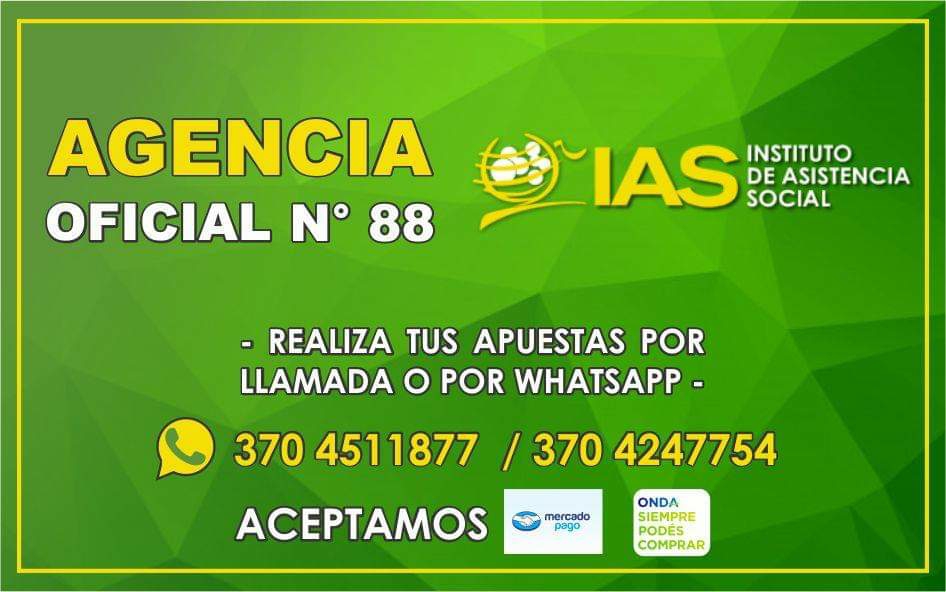 AGENCIA
OFICIAL N° 88
IAS
INSTITUTO
DE ASISTENCIA
SOCIAL
- REALIZA TUS APUESTAS POR
LLAMADA O POR WHATSAPP -
370 4511877 / 370 4247754
ACEPTAMOS
mercado
pago
ONDA
SIEMPRE
PODÉS
COMPRAR